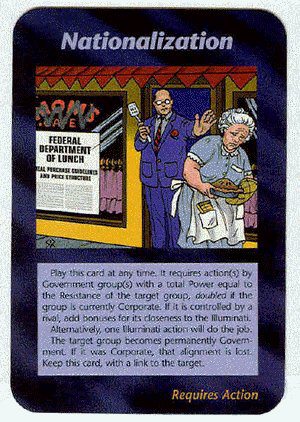 Nationalization
MOM'S
FEDERAL
DEPARTMENT
OF LUNCH
MEAL PURCHASE GUIDELINES
AND PRICE STRUCTURE
Play this card at any time. It requires action(s) by
Government group(s) with a total Power equal to
the Resistance of the target group, doubled if the
group is currently Corporate. If it is controlled by a
rival, add bonuses for its closeness to the Illuminati.
Alternatively, one Illuminati action will do the job.
The target group becomes permanently Govern-
ment. If it was Corporate, that alignment is lost.
Keep this card, with a link to the target.
Requires Action